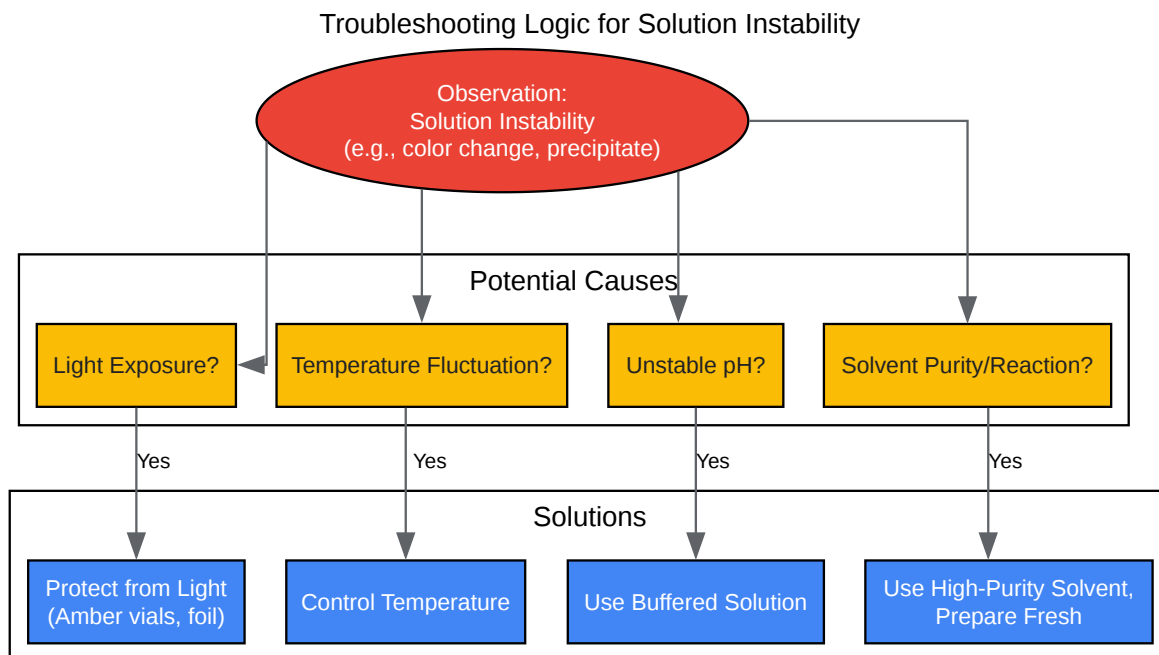 Troubleshooting Logic for Solution Instability
Observation:
Solution Instability
(e.g., color change, precipitate)
Potential Causes
Light Exposure?
Temperature Fluctuation?
Unstable pH?
Solvent Purity/Reaction?
Yes
Yes
Yes
Yes
Solutions
Protect from Light
(Amber vials, foil)
Control Temperature
Use Buffered Solution
Use High-Purity Solvent,
Prepare Fresh